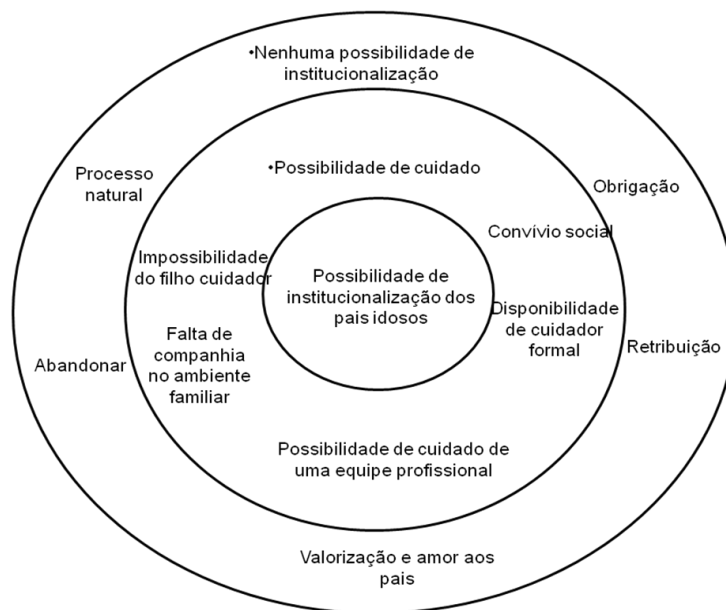 •Nenhuma possibilidade de
institucionalização
Processo
natural
•Possibilidade de cuidado
Obrigação
Convívio social
Impossibilidade
do filho cuidador
Possibilidade de
institucionalização dos
pais idosos
Disponibilidade
de cuidador
formal
Falta de
companhia
no ambiente
familiar
Abandonar
Retribuição
Possibilidade de cuidado de
uma equipe profissional
Valorização e amor aos
pais